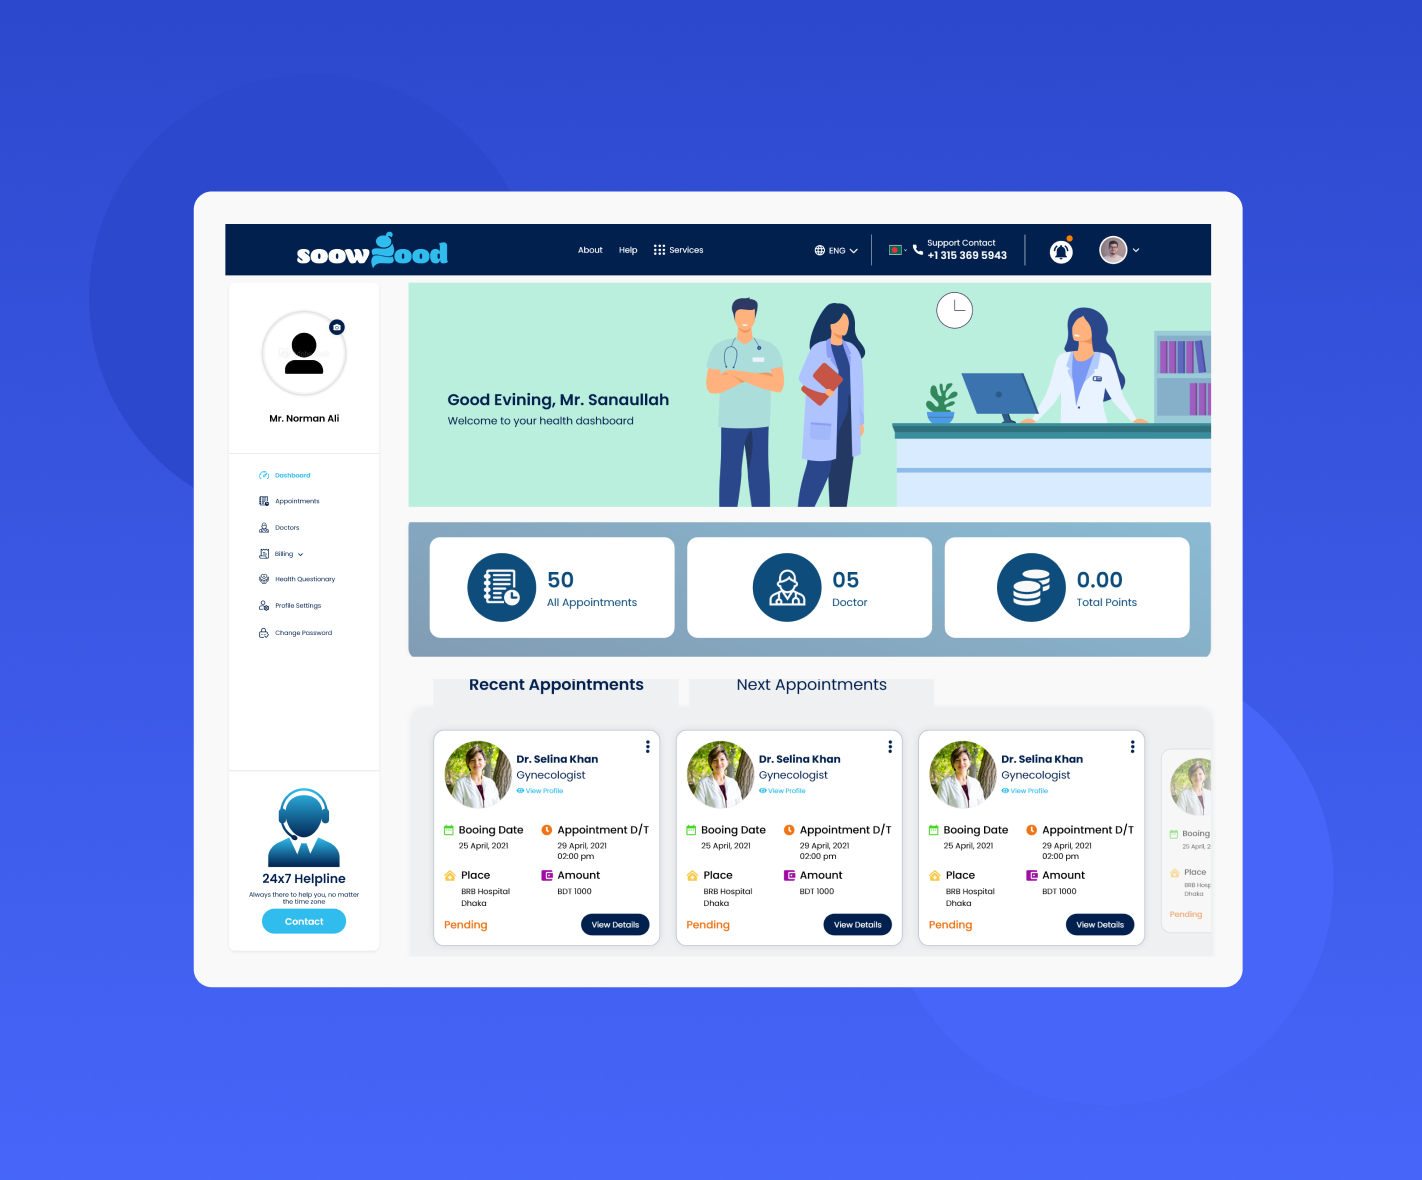 soowgood
About
Help
Services
ENG
Support Contact
+1 315 369 5943
Mr. Norman Ali
Dashboard
Appointments
Doctors
Billing
Health Questionary
Profile Settings
Change Password
24x7 Helpline
Always there to help you, no matter
the time zone
Contact
Good Evining, Mr. Sanaullah
Welcome to your health dashboard
50
All Appointments
05
Doctor
0.00
Total Points
Recent Appointments
Next Appointments
Dr. Selina Khan
Gynecologist
View Profile
Booing Date
25 April, 2021
Appointment D/T
29 April, 2021
02:00 pm
Place
BRB Hospital
Dhaka
Amount
BDT 1000
Pending
View Details
Dr. Selina Khan
Gynecologist
View Profile
Booing Date
25 April, 2021
Appointment D/T
29 April, 2021
02:00 pm
Place
BRB Hospital
Dhaka
Amount
BDT 1000
Pending
View Details
Dr. Selina Khan
Gynecologist
View Profile
Booing Date
25 April, 2021
Appointment D/T
29 April, 2021
02:00 pm
Place
BRB Hospital
Dhaka
Amount
BDT 1000
Pending
View Details
Booing
25 April, 2
Place
BRB Hosp
Dhaka
Pending